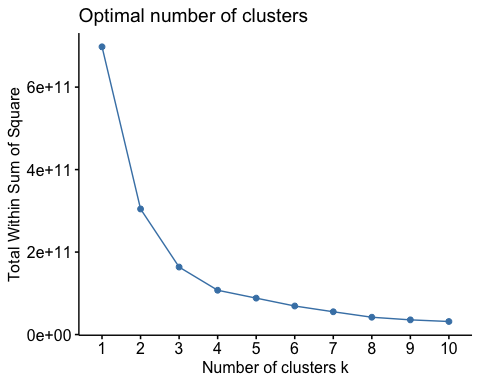 Optimal number of clusters
Total Within Sum of Square
6e+11
4e+11
2e+11
0e+00
1 2 3 4 5 6 7 8 9 10
Number of clusters k